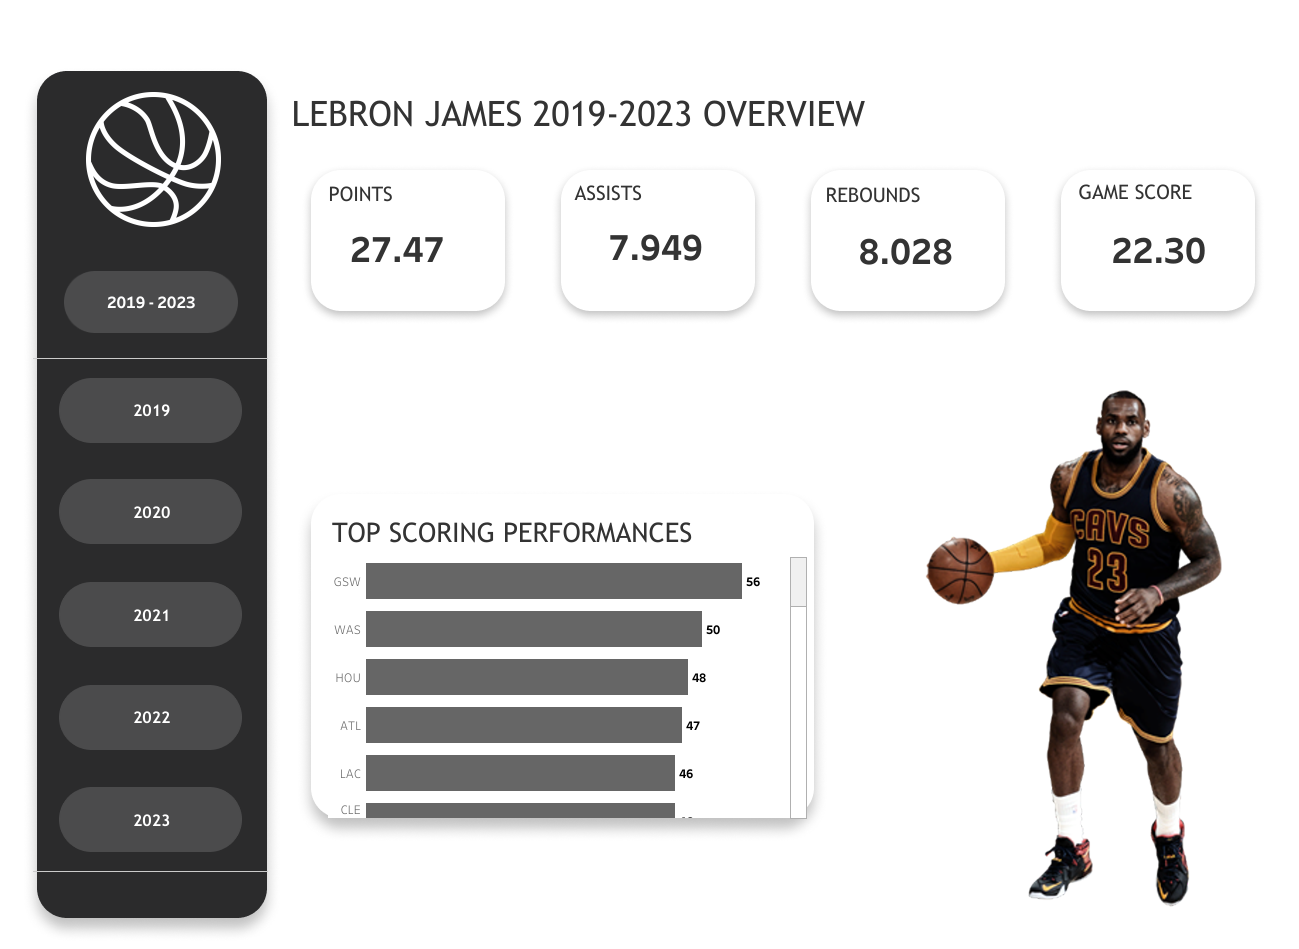 LEBRON JAMES 2019-2023 OVERVIEW
POINTS
27.47
ASSISTS
7.949
REBOUNDS
8.028
GAME SCORE
22.30
2019 - 2023
2019
2020
2021
2022
2023
TOP SCORING PERFORMANCES
GSW 56
WAS 50
HOU 48
ATL 47
LAC 46
CLE
CAVS
23